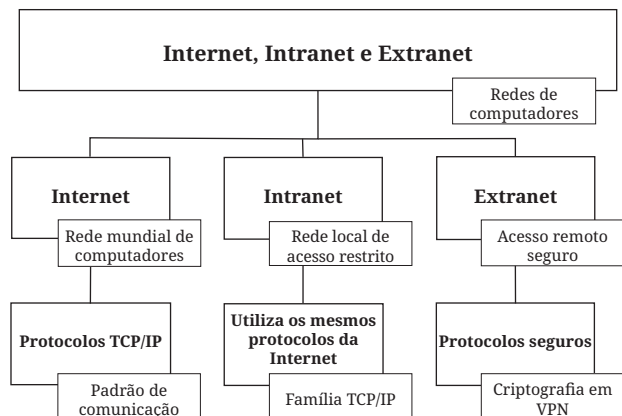 Internet, Intranet e Extranet
Redes de
computadores
Internet
Rede mundial de
computadores
Intranet
Rede local de
acesso restrito
Extranet
Acesso remoto
seguro
Protocolos TCP/IP
Padrão de
comunicação
Utiliza os mesmos
protocolos da
Internet
Família TCP/IP
Protocolos seguros
Criptografia em
VPN